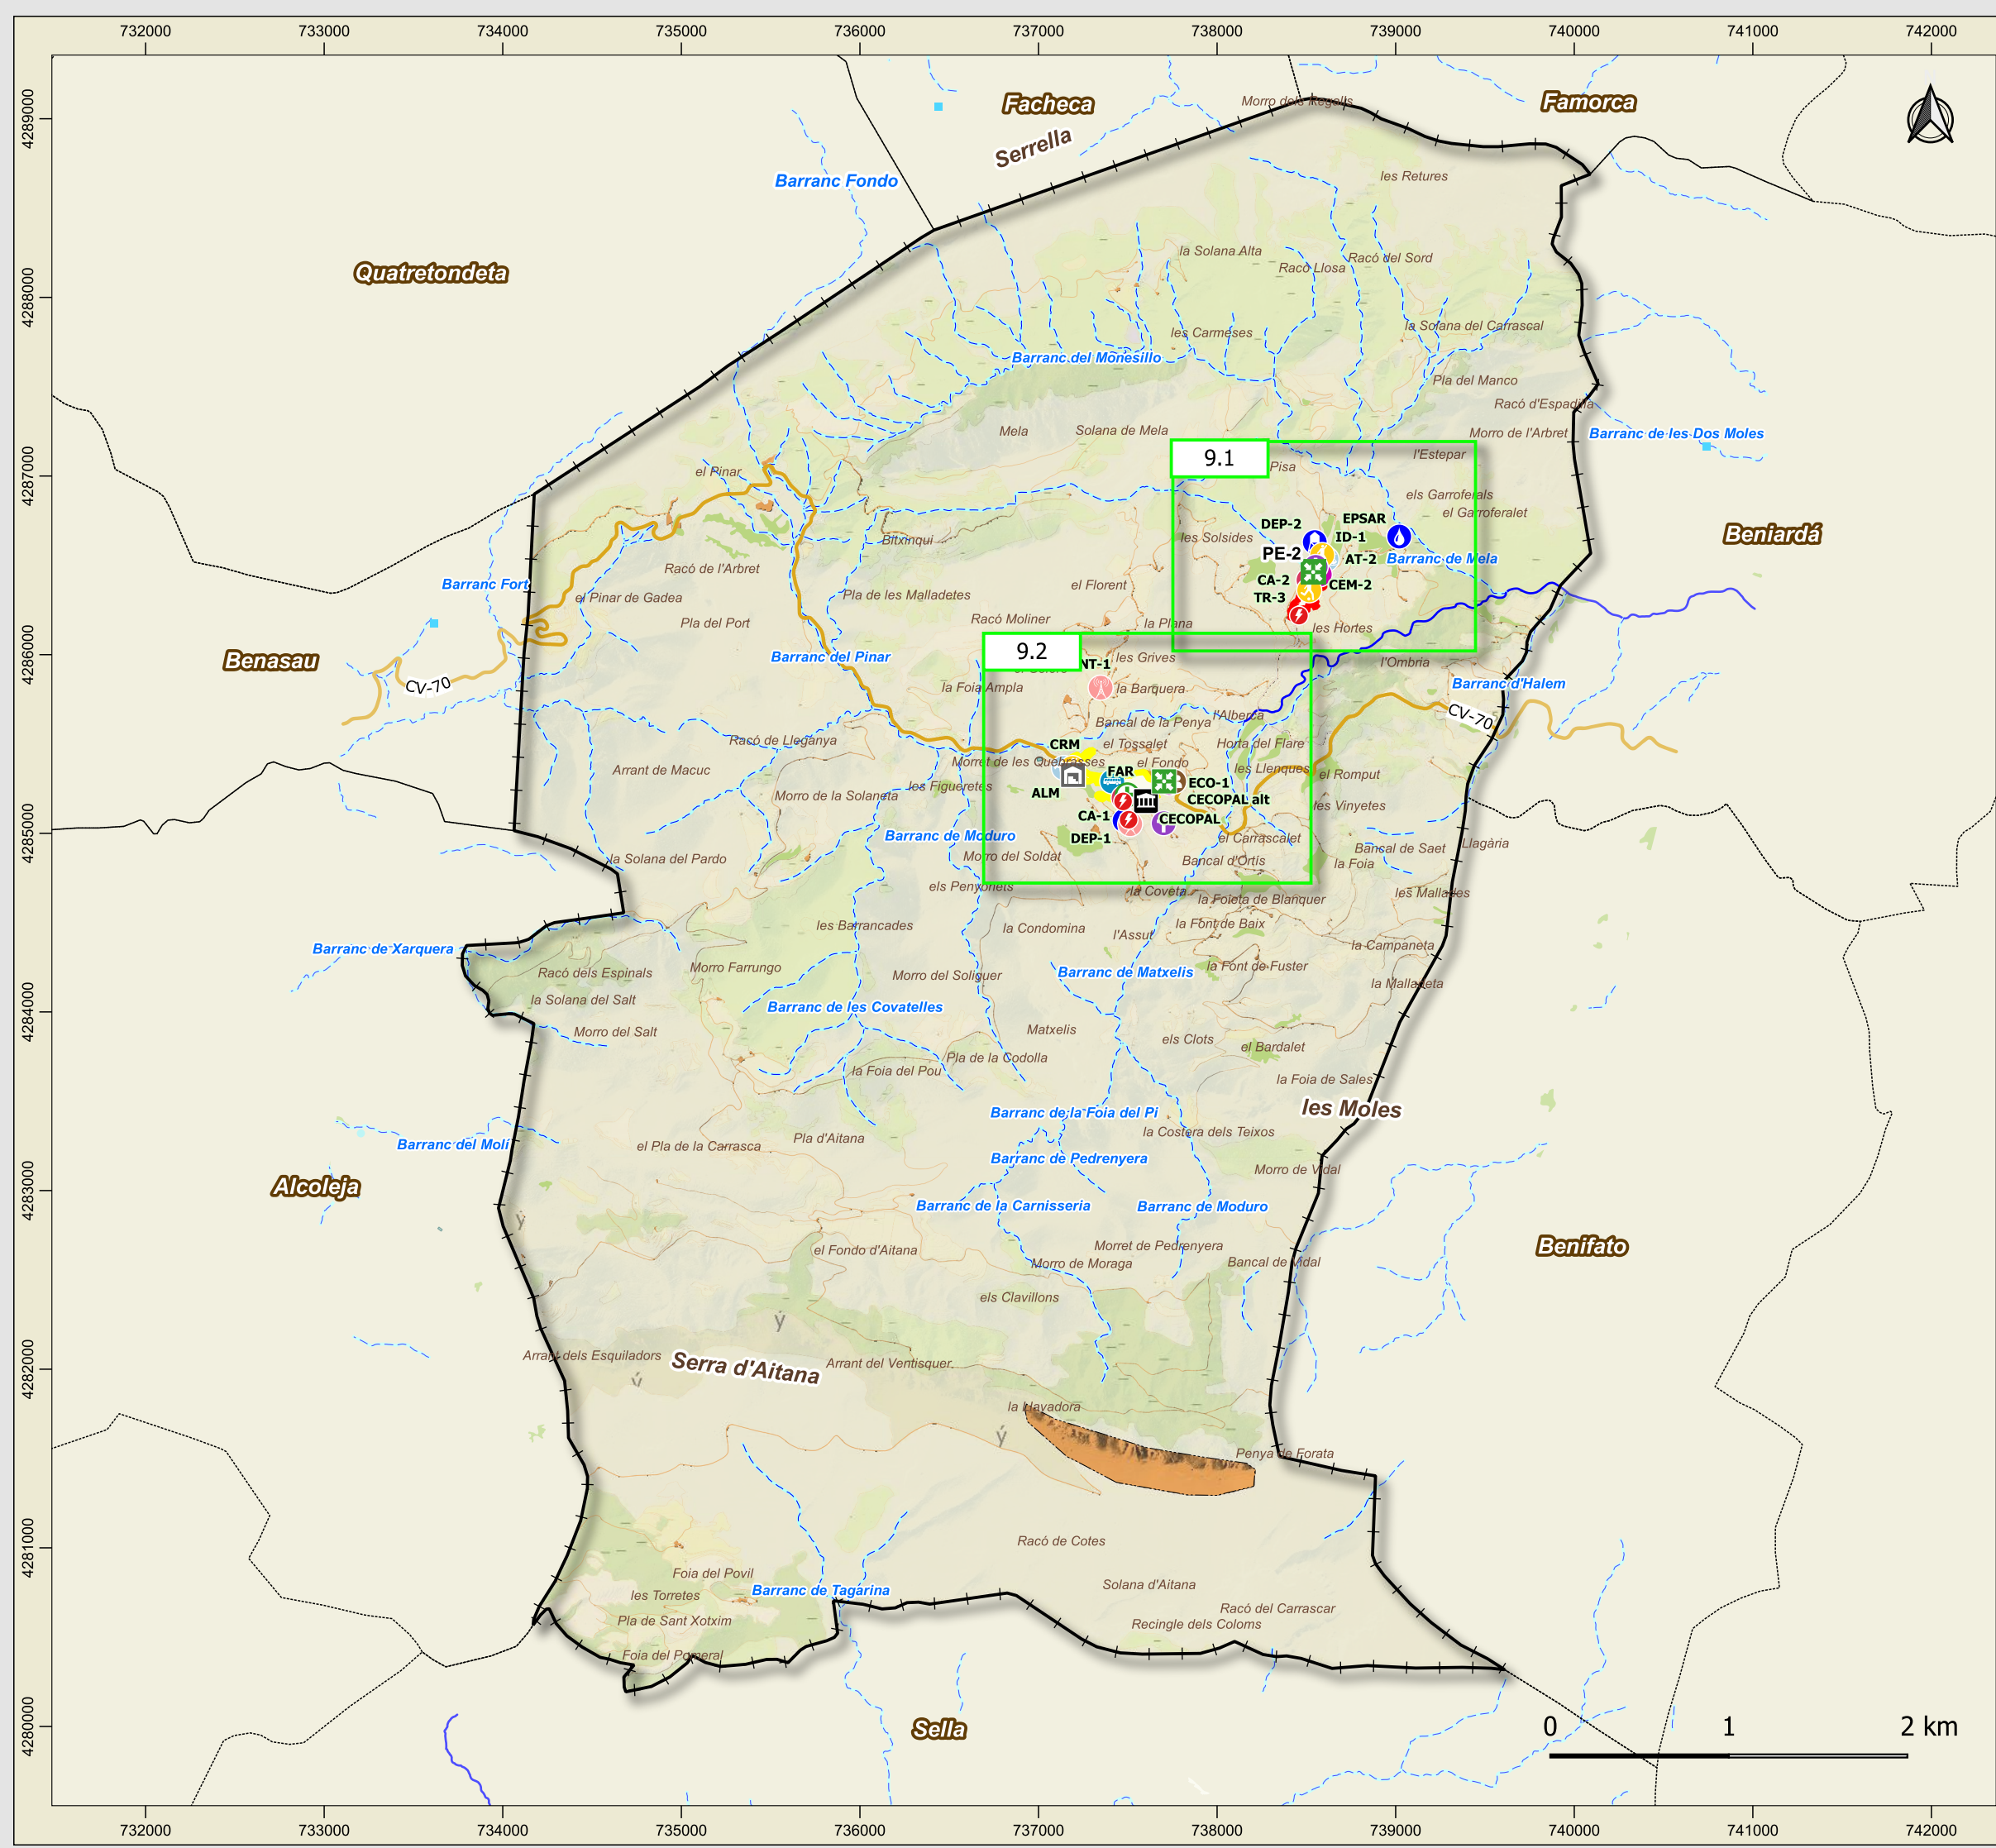 732000 733000 734000 735000 736000 737000 738000 739000 740000 741000 742000
4289000
4288000
4287000
4286000
4285000
4284000
4283000
4282000
4281000
4280000
Facheca
Famorca
Morro dels Regalls
Serrella
Barranc Fondo
les Retures
Quatretondeta
la Solana Alta
Racó Llosa
Racó del Sord
les Carmeses
la Solana del Carrascal
Barranc del Monesillo
Pla del Manco
Racó d'Espadilla
Mela
Solana de Mela
Morro de l'Arbret
Barranc de les Dos Moles
9.1
Pisa
l'Estepar
el Pinar
els Garroferals
el Garroferalet
DEP-2
EPSAR
ID-1
les Solsides
Bitxinqui
Beniardá
PE-2
AT-2
Barranc de Mela
Racó de l'Arbret
CA-2
CEM-2
TR-3
Barranc Fort
el Pinar de Gadea
Pla de les Malladetes
el Florent
Pla del Port
Racó Moliner
la Plana
les Hortes
9.2
Benasau
Barranc del Pinar
les Grives
l'Ombria
NT-1
CV-70
la Foia Ampla
la Barquera
Barranc d'Halem
CV-70
Bancal de la Penya
l'Alberca
Racó de Lleganya
CRM
el Tossalet
Horta del Flare
Arrant de Macuc
Morret de les Quebrasses
el Fondo
FAR
les Llenques
el Romput
les Figueretes
ALM
ECO-1
Morro de la Solaneta
CECOPAL alt
les Vinyetes
CA-1
CECOPAL
Barranc de Moduro
DEP-1
el Carrascalet
Bancal de Saet
Llagària
la Solana del Pardo
Morro del Soldat
Bancal d'Ortis
la Foia
els Penyonets
la Coveta
les Mallades
la Foieta de Blanquer
les Barrancades
la Condomina
l'Assut
la Font de Baix
la Campaneta
Barranc de Xarquera
Racó dels Espinals
Morro Farrungo
Morro del Soliguer
Barranc de Matxelis
la Font de Fuster
la Mallaeta
la Solana del Salt
Barranc de les Covatelles
Morro del Salt
Matxelis
els Clots
el Bardalet
Pla de la Codolla
la Foia del Pou
la Foia de Sales
les Moles
Barranc de la Foia del Pi
Barranc del Molí
el Pla de la Carrasca
Pla d'Aitana
la Costera dels Teixos
Barranc de Pedrenyera
Morro de Vidal
Alcoleja
Barranc de la Carnisseria
Barranc de Moduro
el Fondo d'Aitana
Morret de Pedrenyera
Benifato
Morro de Moraga
Bancal de Vidal
els Clavillons
Arrant dels Esquiladors
Serra d'Aitana
Arrant del Ventisquer
la Llavadora
Penya de Forata
Racó de Cotes
Foia del Povil
Solana d'Aitana
les Torretes
Barranc de Tagarina
Pla de Sant Xotxim
Racó del Carrascar
Recingle dels Coloms
Foia del Pomeral
Sella
0 1 2 km
732000 733000 734000 735000 736000 737000 738000 739000 740000 741000 742000